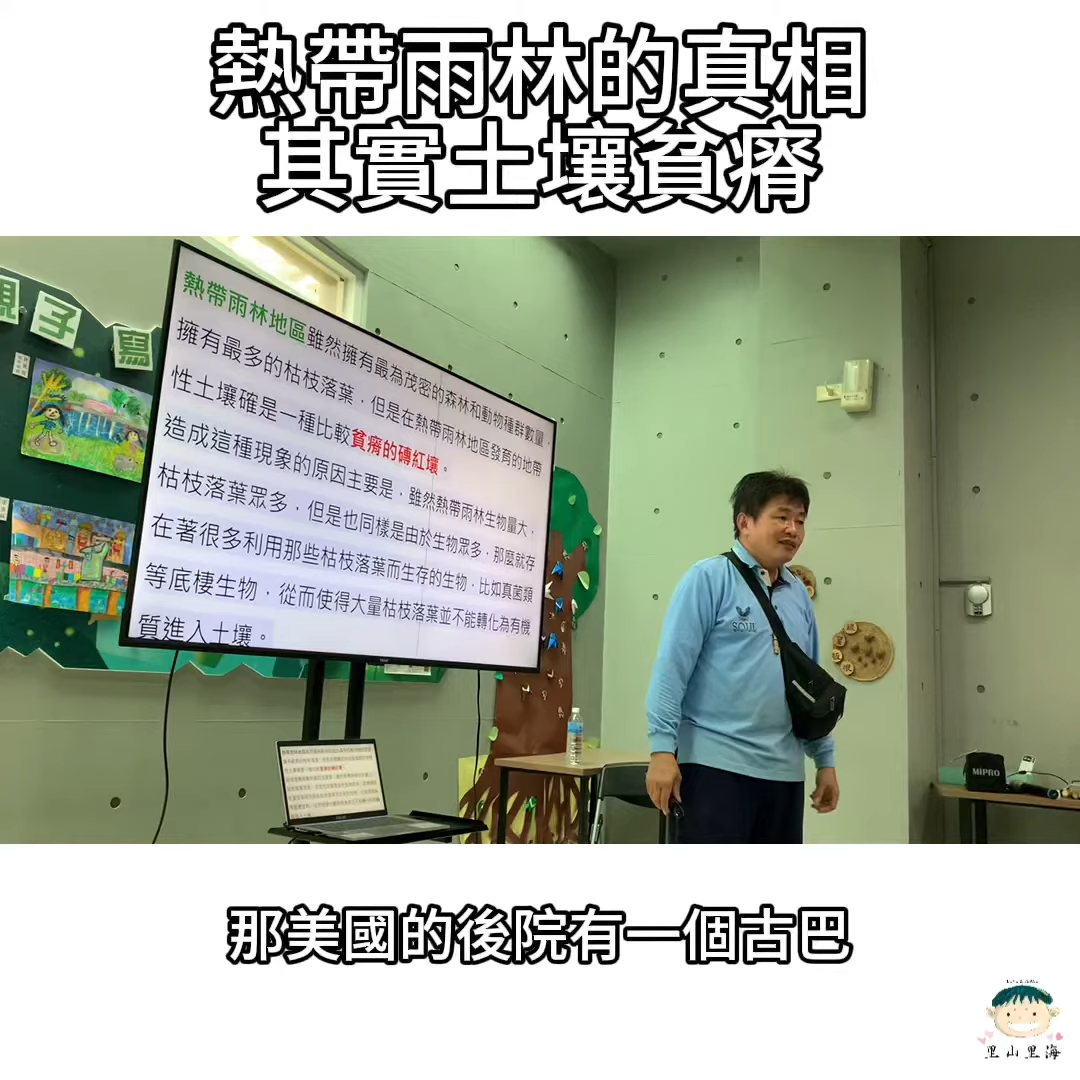 熱帶雨林的真相
其實土壤貧瘠
親子寫
熱帶雨林地區雖然擁有最為茂密的森林和動物種群數量，
擁有最多的枯枝落葉，但是在熱帶雨林地區發育的地帶
性土壤確是一種比較貧瘠的磚紅壤。
造成這種現象的原因主要是，雖然熱帶雨林生物量大，
枯枝落葉眾多，但是也同樣是由於生物眾多，那麼就存
在著很多利用那些枯枝落葉而生存的生物，比如真菌類
等底棲生物，從而使得大量枯枝落葉並不能轉化為有機
質進入土壤。
SOUL
MIPRO
那美國的後院有一個古巴
里山里海